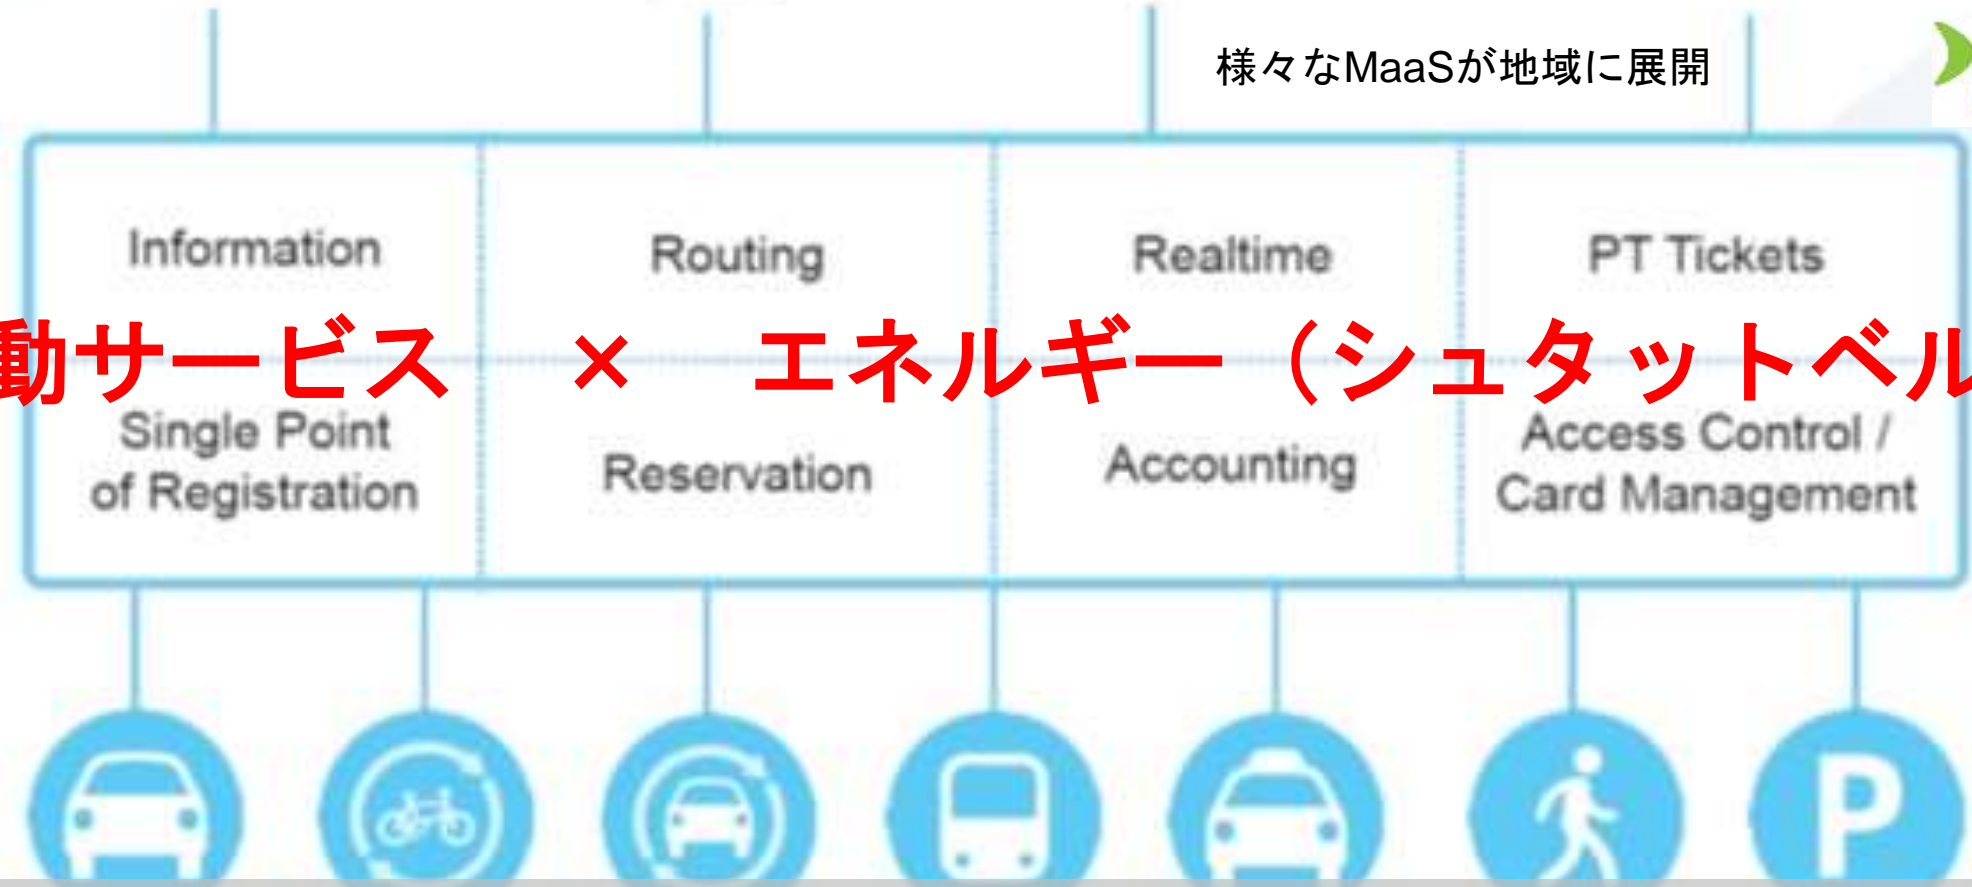 様々なMaaSが地域に展開
Information
Routing
Realtime
PT Tickets
動サービス × エネルギー（シュタットベル
Single Point
of Registration
Reservation
Accounting
Access Control /
Card Management
P